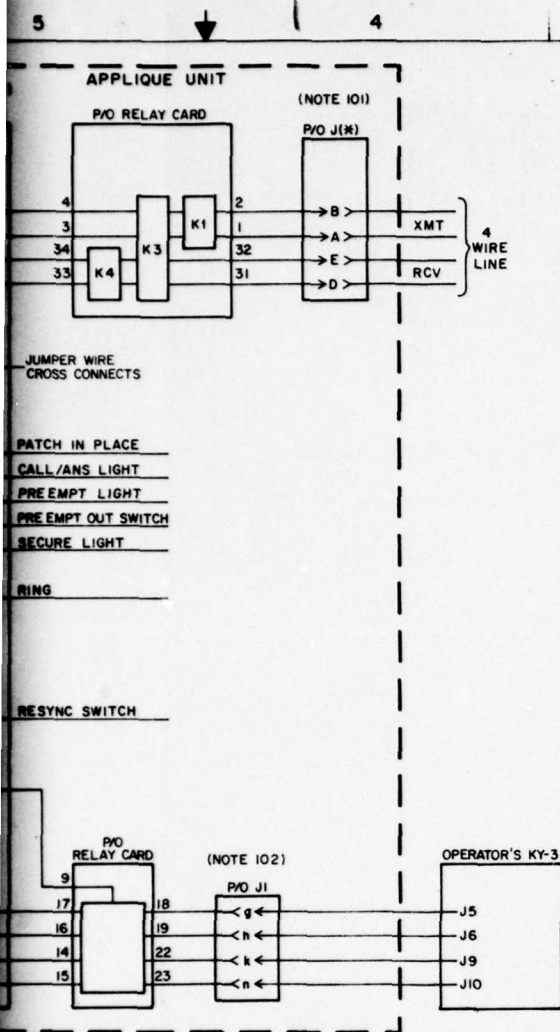 5 4
APPLIQUE UNIT
(NOTE 101)
P/O RELAY CARD
P/O J(*)
4 2 B
XMT
3 K1 1 A
4
WIRE
LINE
34 K3 32 E
RCV
33 K4 31 D
JUMPER WIRE
CROSS CONNECTS
PATCH IN PLACE
CALL/ANS LIGHT
PREEMPT LIGHT
PREEMPT OUT SWITCH
SECURE LIGHT
RING
RESYNC SWITCH
P/O
RELAY CARD
(NOTE 102)
OPERATOR'S KY-3
9
P/O J1
17 18 g J5
16 19 h J6
14 22 k J9
15 23 n J10